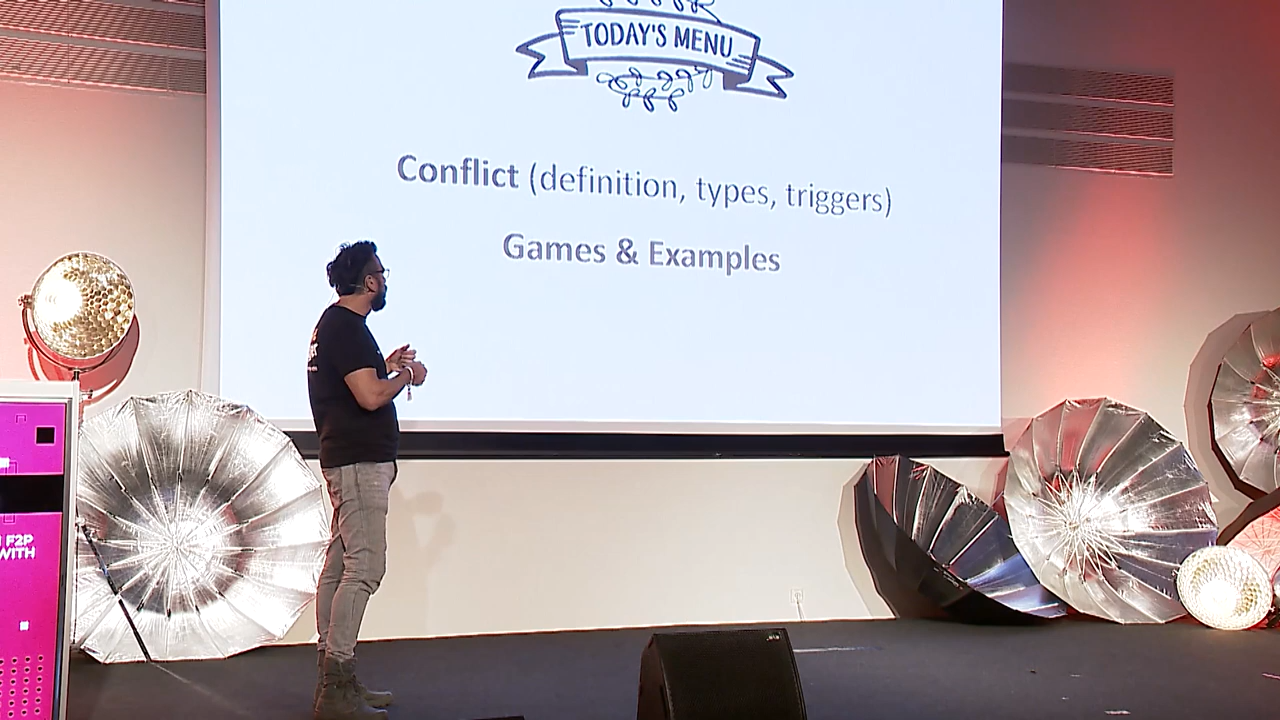 TODAY'S MENU
Conflict (definition, types, triggers)
Games & Examples
F2P
WITH